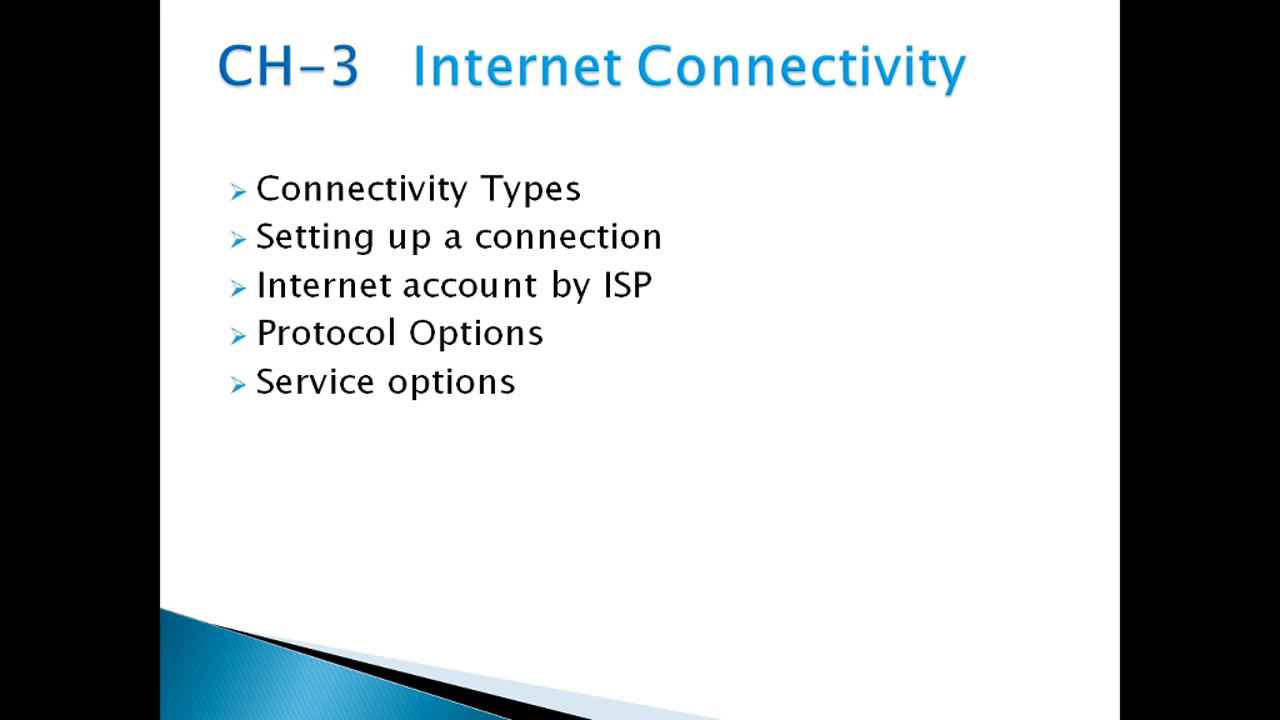 CH-3 Internet Connectivity
Connectivity Types
Setting up a connection
Internet account by ISP
Protocol Options
Service options